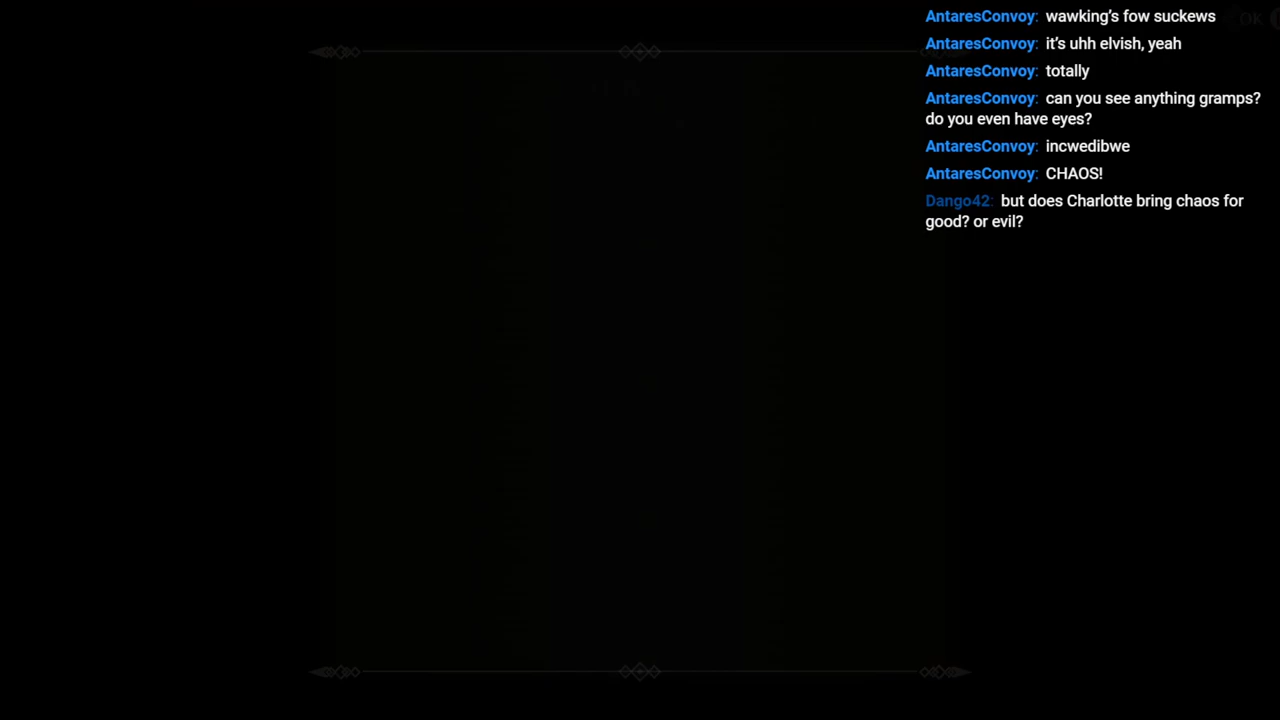 AntaresConvoy: wawking’s fow suckews
OK
AntaresConvoy: it’s uhh elvish, yeah
AntaresConvoy: totally
AntaresConvoy: can you see anything gramps?
do you even have eyes?
AntaresConvoy: incwedibwe
AntaresConvoy: CHAOS!
Dango42: but does Charlotte bring chaos for
good? or evil?